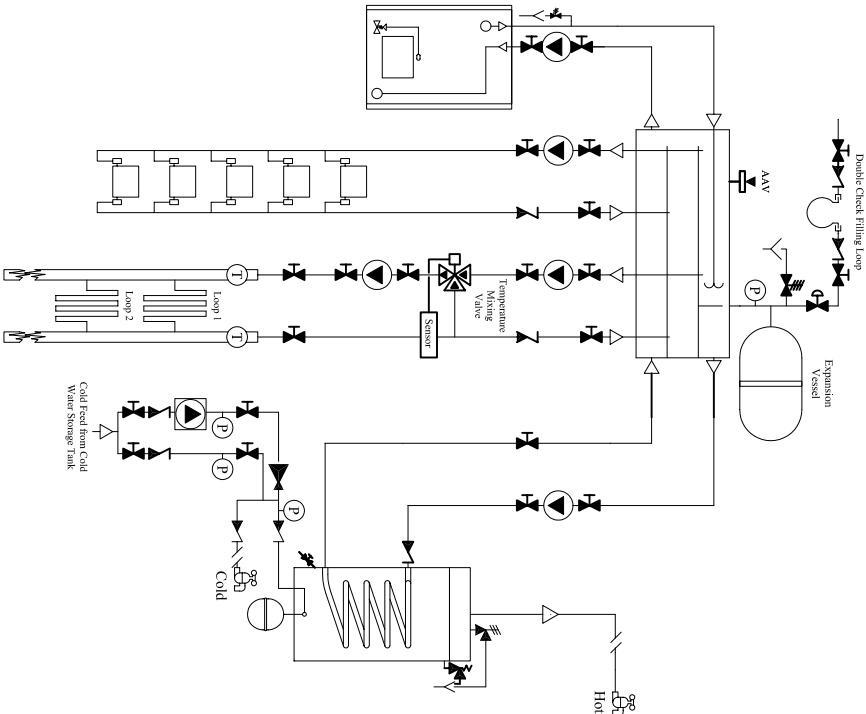 Double Check Filling Loop
AAV
P
Expansion
Vessel
Temperature
Mixing
Valve
Sensor
T
T
Loop 1
Loop 2
Cold Feed from Cold
Water Storage Tank
P
P
P
Cold
Hot